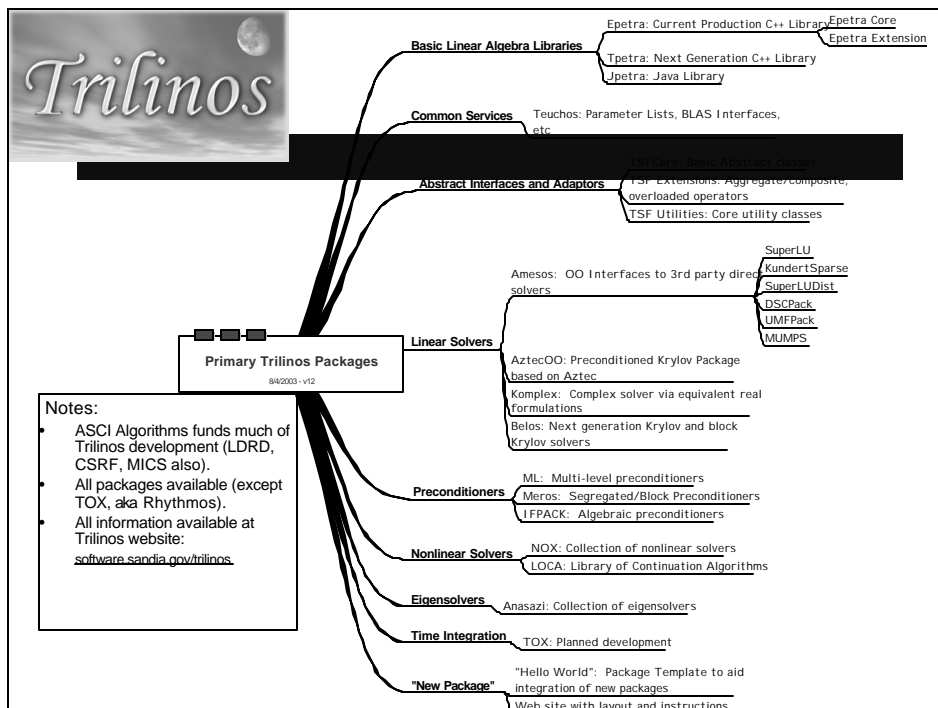 Trilinos
Basic Linear Algebra Libraries
Epetra: Current Production C++ Library
Epetra Core
Epetra Extension
Tpetra: Next Generation C++ Library
Jpetra: Java Library
Common Services
Teuchos: Parameter Lists, BLAS Interfaces,
etc
Abstract Interfaces and Adaptors
TSFCore: Basic Abstract classes
TSF Extensions: Aggregate/Composite,
overloaded operators
TSF Utilities: Core utility classes
Primary Trilinos Packages
8/4/2003 - v12
Linear Solvers
Amesos: OO Interfaces to 3rd party direct
solvers
SuperLU
KundertSparse
SuperLUDist
DSCPack
UMFPack
MUMPS
AztecOO: Preconditioned Krylov Package
based on Aztec
Komplex: Complex solver via equivalent real
formulations
Belos: Next generation Krylov and block
Krylov solvers
Preconditioners
ML: Multi-level preconditioners
Meros: Segregated/Block Preconditioners
IFPACK: Algebraic preconditioners
Nonlinear Solvers
NOX: Collection of nonlinear solvers
LOCA: Library of Continuation Algorithms
Eigensolvers
Anasazi: Collection of eigensolvers
Time Integration
TOX: Planned development
"New Package"
"Hello World": Package Template to aid
integration of new packages
Web site with layout and instructions
Notes:
• ASCI Algorithms funds much of
Trilinos development (LDRD,
CSRF, MICS also).
• All packages available (except
TOX, aka Rhythmos).
• All information available at
Trilinos website:
software.sandia.gov/trilinos